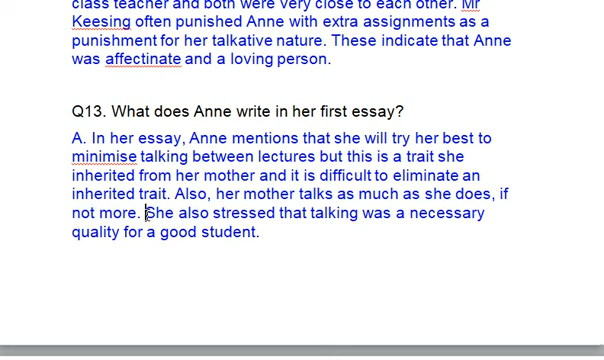 class teacher and both were very close to each other. Mr
Keesing often punished Anne with extra assignments as a
punishment for her talkative nature. These indicate that Anne
was affectinate and a loving person.
Q13. What does Anne write in her first essay?
A. In her essay, Anne mentions that she will try her best to
minimise talking between lectures but this is a trait she
inherited from her mother and it is difficult to eliminate an
inherited trait. Also, her mother talks as much as she does, if
not more. She also stressed that talking was a necessary
quality for a good student.